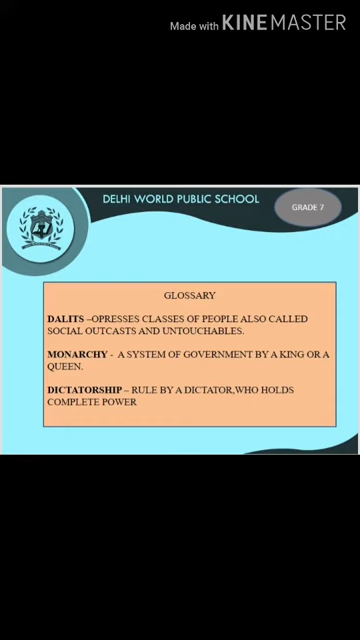 Made with KINEMASTER
DELHI WORLD PUBLIC SCHOOL
GRADE 7
GLOSSARY
DALITS –OPRESSES CLASSES OF PEOPLE ALSO CALLED
SOCIAL OUTCASTS AND UNTOUCHABLES.
MONARCHY - A SYSTEM OF GOVERNMENT BY A KING OR A
QUEEN.
DICTATORSHIP – RULE BY A DICTATOR,WHO HOLDS
COMPLETE POWER